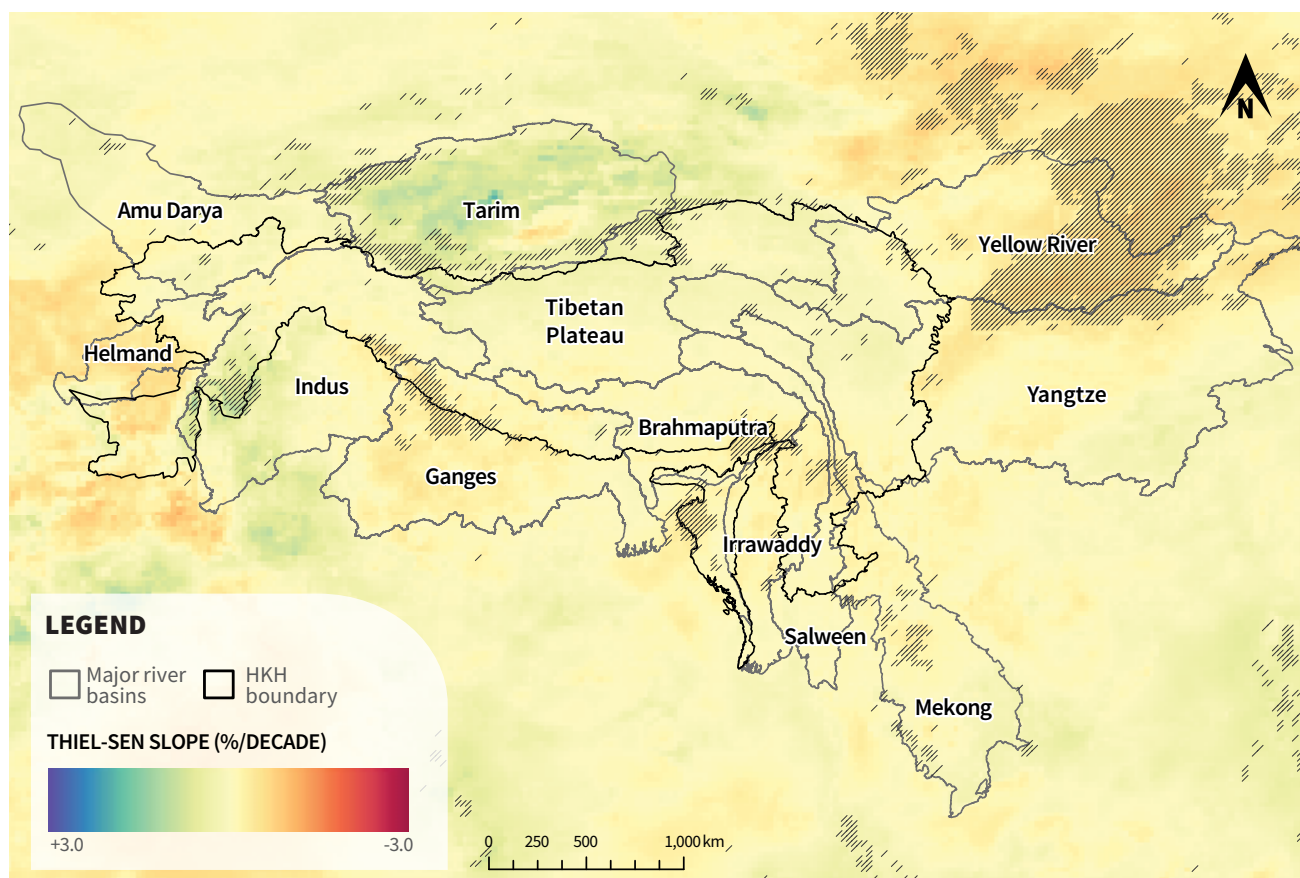 N
Amu Darya
Tarim
Yellow River
Tibetan
Plateau
Helmand
Indus
Yangtze
Brahmaputra
Ganges
Irrawaddy
Salween
Mekong
LEGEND
Major river
basins
HKH
boundary
THIEL-SEN SLOPE (%/DECADE)
+3.0
-3.0
0 250 500 1,000 km